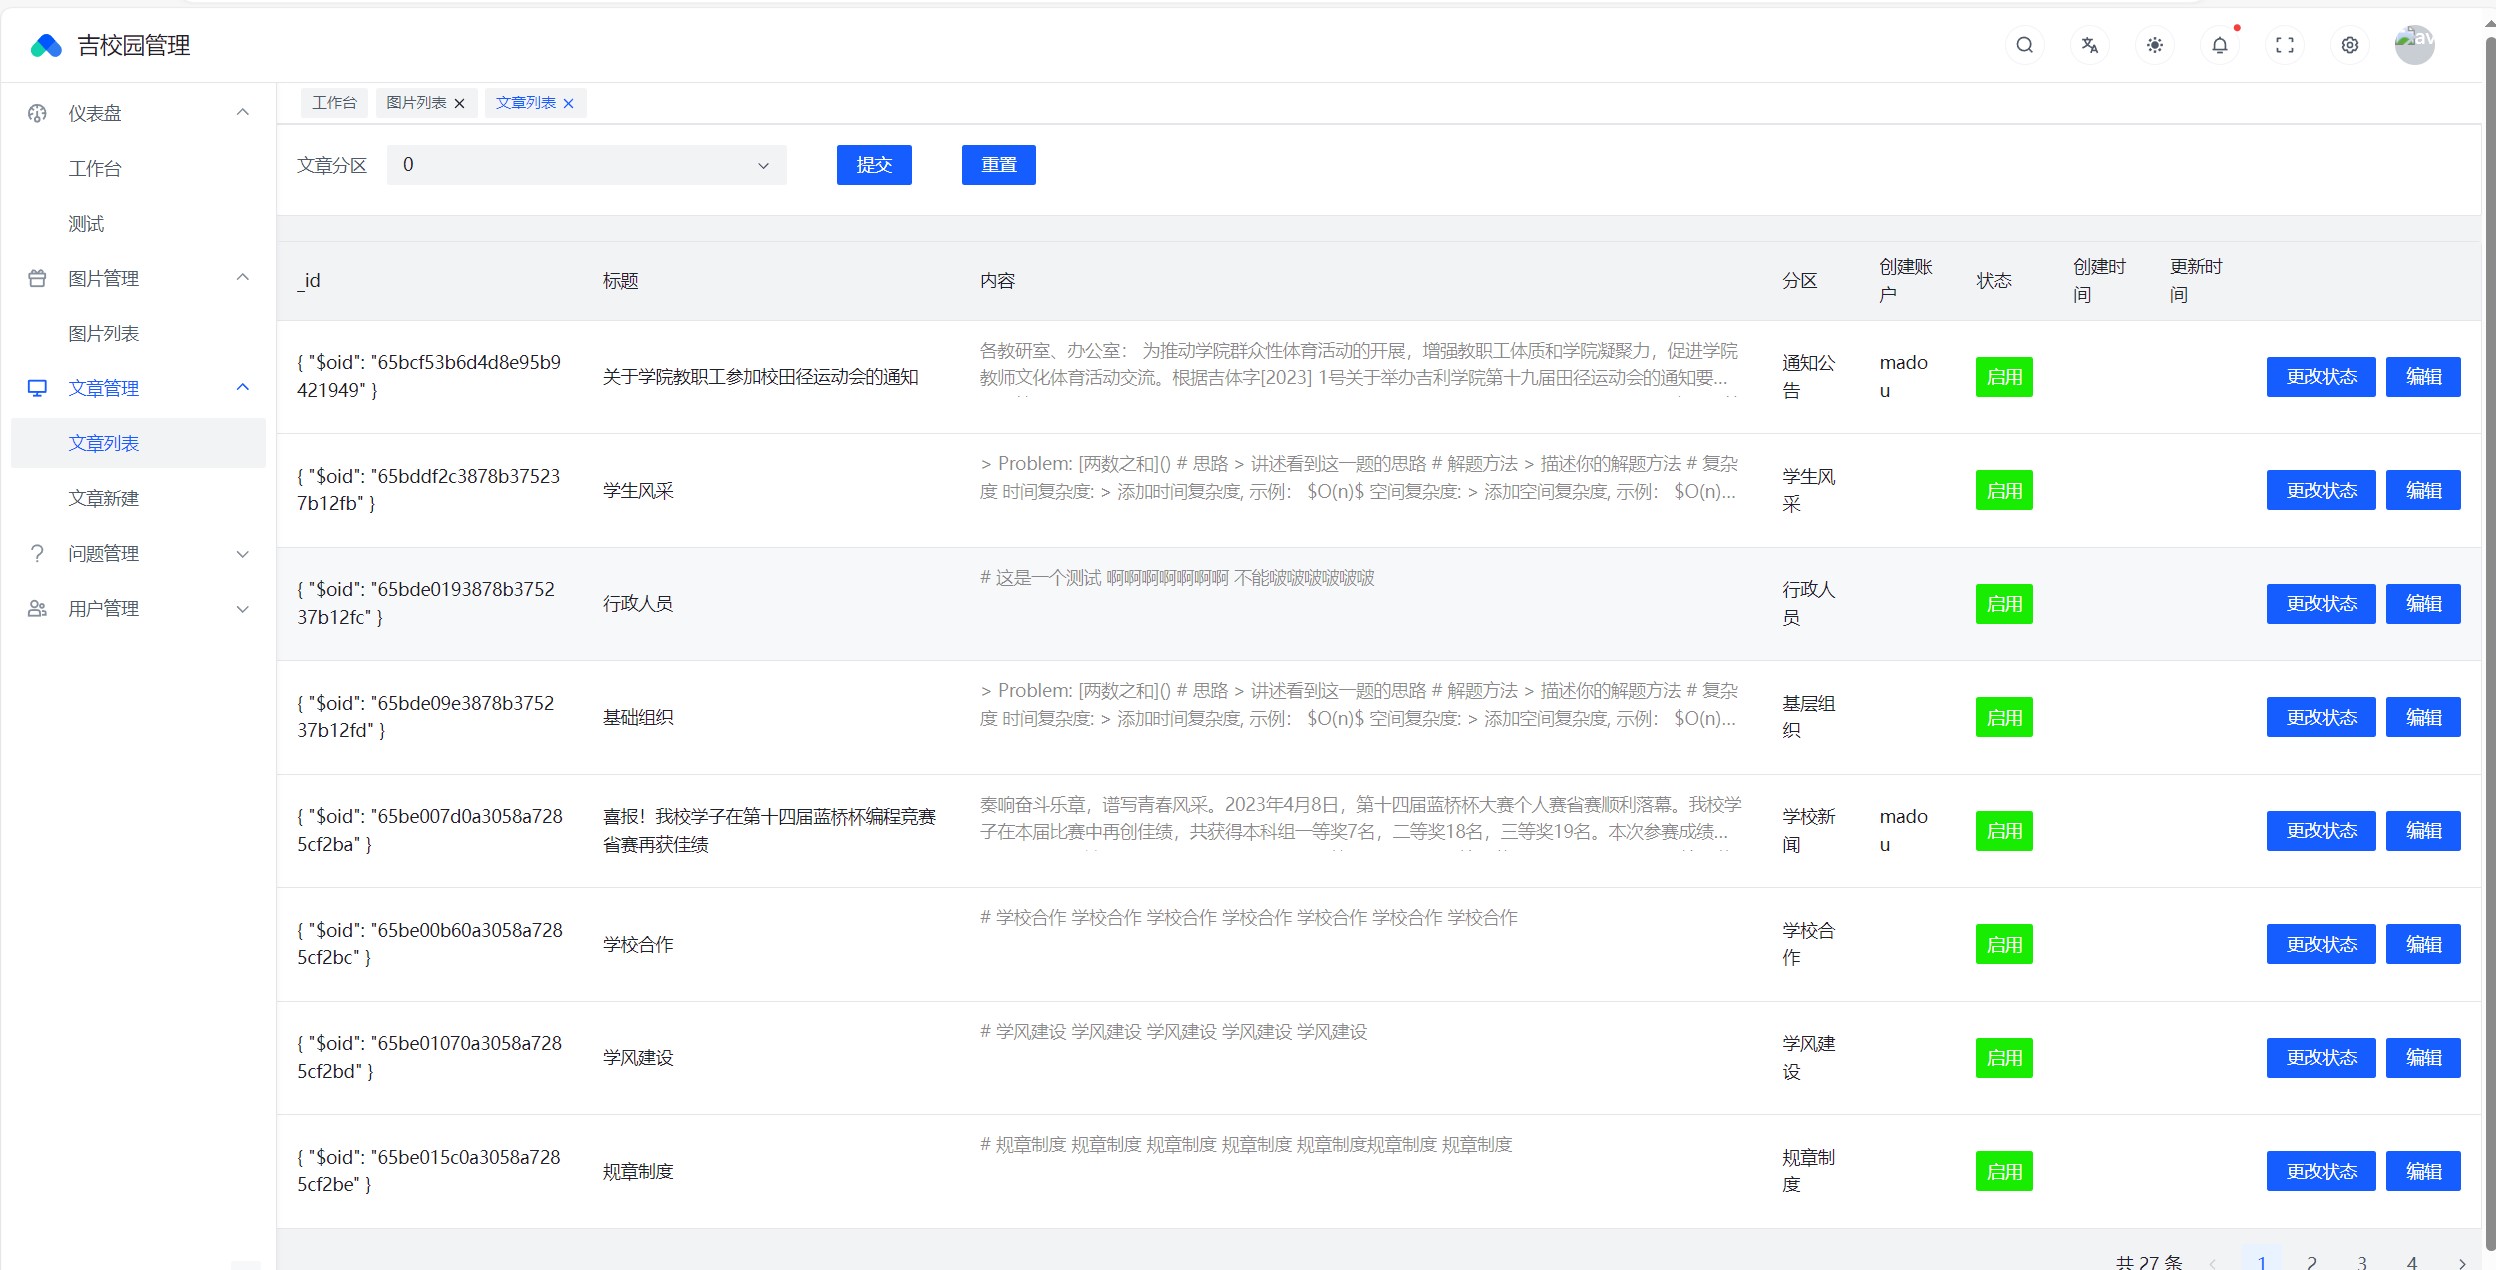 吉校园管理
仪表盘
工作台
测试
图片管理
图片列表
文章管理
文章列表
文章新建
问题管理
用户管理
工作台 图片列表 文章列表
文章分区 0 提交 重置
_id 标题 内容 分区 创建账户 状态 创建时间 更新时间
{ "$oid": "65bcf53b6d4d8e95b9
421949" }
关于学院教职工参加校田径运动会的通知
各教研室、办公室： 为推动学院群众性体育活动的开展，增强教职工体质和学院凝聚力，促进学院
教师文化体育活动交流。根据吉体字[2023] 1号关于举办吉利学院第十九届田径运动会的通知要...
通知公
告
mado
u
启用 更改状态 编辑
{ "$oid": "65bddf2c3878b37523
7b12fb" }
学生风采
> Problem: [两数之和]() # 思路 > 讲述看到这一题的思路 # 解题方法 > 描述你的解题方法 # 复杂
度 时间复杂度: > 添加时间复杂度, 示例： $O(n)$ 空间复杂度: > 添加空间复杂度, 示例： $O(n)...
学生风
采
启用 更改状态 编辑
{ "$oid": "65bde0193878b3752
37b12fc" }
行政人员
# 这是一个测试 啊啊啊啊啊啊啊 不能啵啵啵啵啵啵
行政人
员
启用 更改状态 编辑
{ "$oid": "65bde09e3878b3752
37b12fd" }
基础组织
> Problem: [两数之和]() # 思路 > 讲述看到这一题的思路 # 解题方法 > 描述你的解题方法 # 复杂
度 时间复杂度: > 添加时间复杂度, 示例： $O(n)$ 空间复杂度: > 添加空间复杂度, 示例： $O(n)...
基层组
织
启用 更改状态 编辑
{ "$oid": "65be007d0a3058a728
5cf2ba" }
喜报！我校学子在第十四届蓝桥杯编程竞赛
省赛再获佳绩
奏响奋斗乐章，谱写青春风采。2023年4月8日，第十四届蓝桥杯大赛个人赛省赛顺利落幕。我校学
子在本届比赛中再创佳绩，共获得本科组一等奖7名，二等奖18名，三等奖19名。本次参赛成绩...
学校新
闻
mado
u
启用 更改状态 编辑
{ "$oid": "65be00b60a3058a728
5cf2bc" }
学校合作
# 学校合作 学校合作 学校合作 学校合作 学校合作 学校合作 学校合作
学校合
作
启用 更改状态 编辑
{ "$oid": "65be01070a3058a728
5cf2bd" }
学风建设
# 学风建设 学风建设 学风建设 学风建设 学风建设
学风建
设
启用 更改状态 编辑
{ "$oid": "65be015c0a3058a728
5cf2be" }
规章制度
# 规章制度 规章制度 规章制度 规章制度 规章制度规章制度 规章制度
规章制
度
启用 更改状态 编辑
共 27 条 1 2 3 4